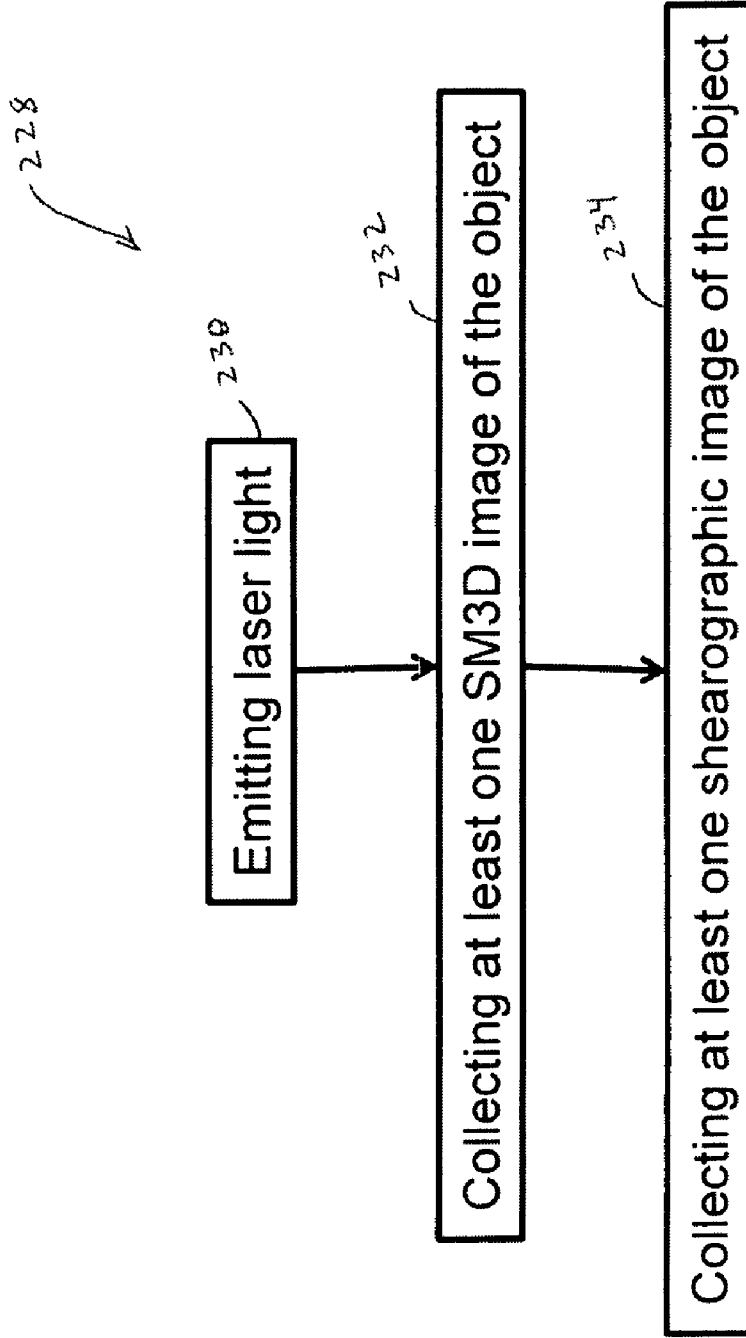 228
230
Emitting laser light
232
Collecting at least one SM3D image of the object
234
Collecting at least one shearographic image of the object